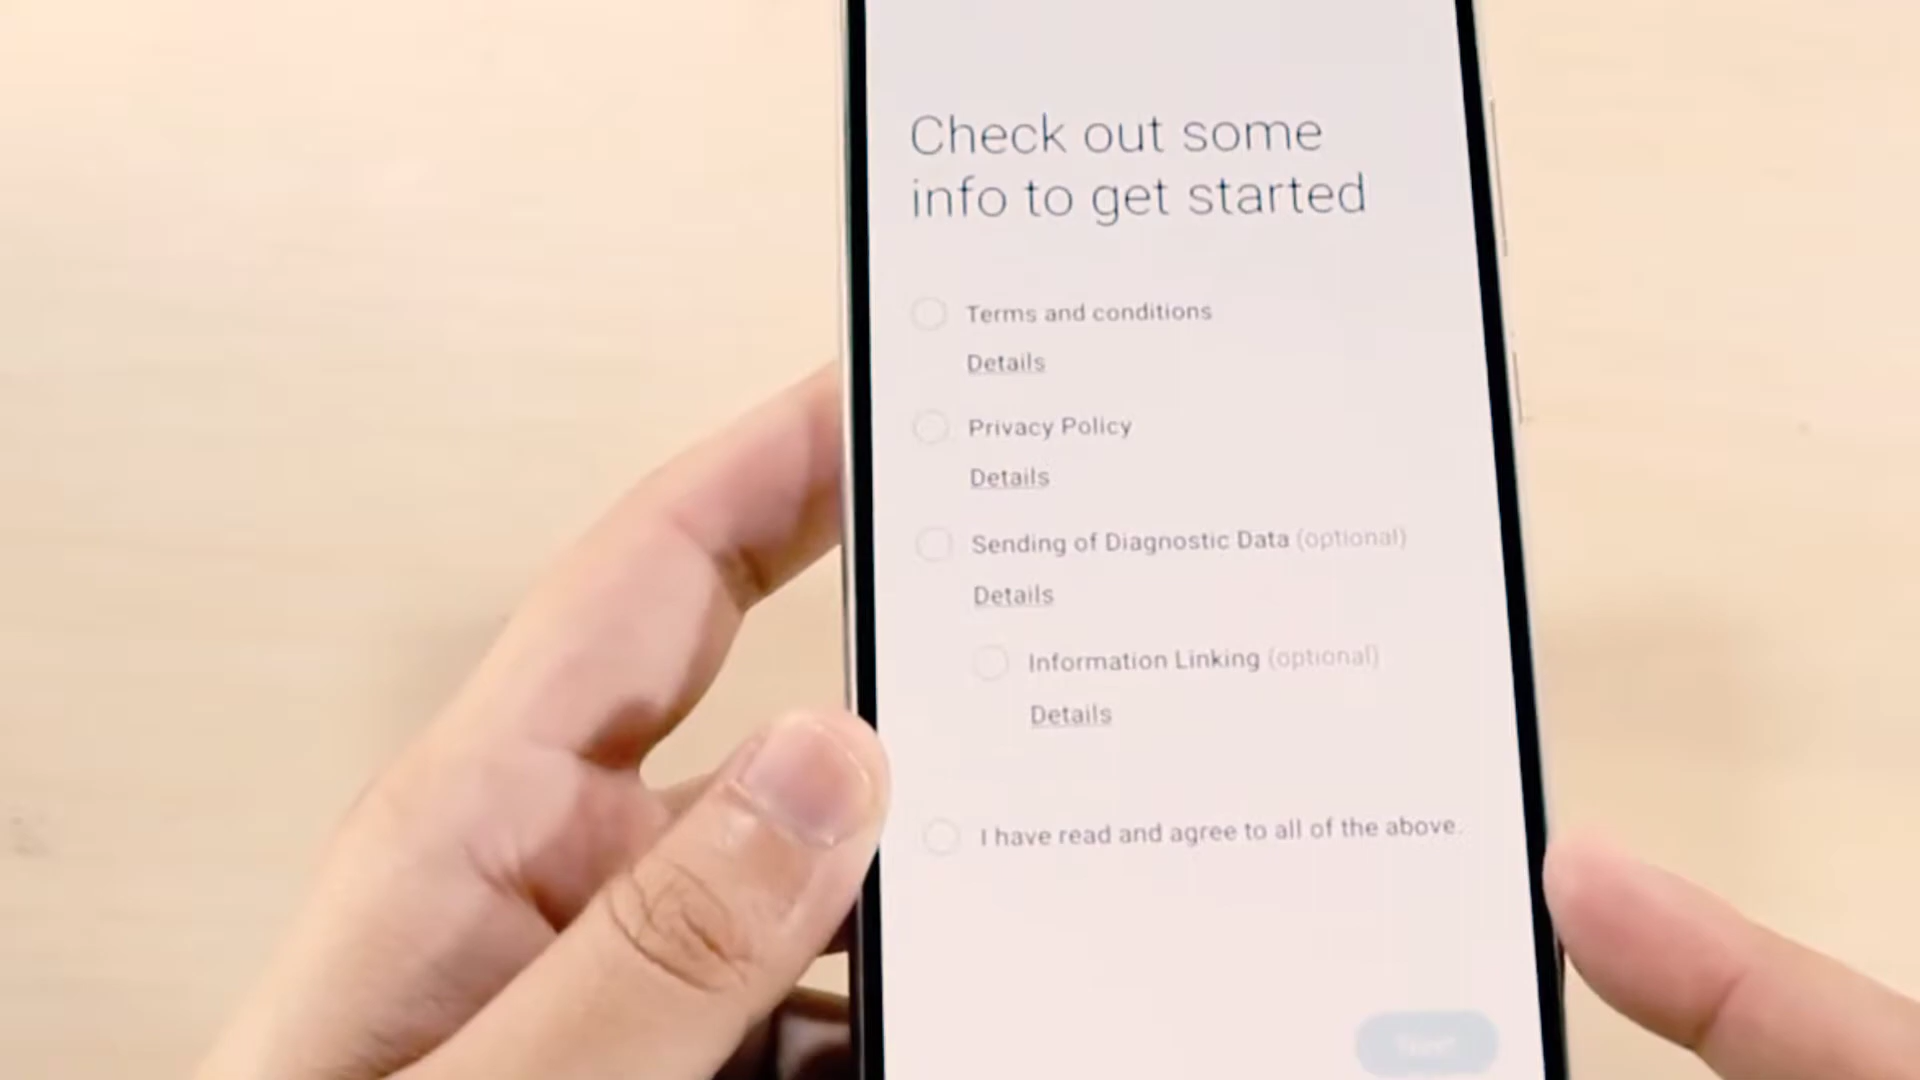 Check out some
info to get started
Terms and conditions
Details
Privacy Policy
Details
Sending of Diagnostic Data (optional)
Details
Information Linking (optional)
Details
I have read and agree to all of the above.
Next